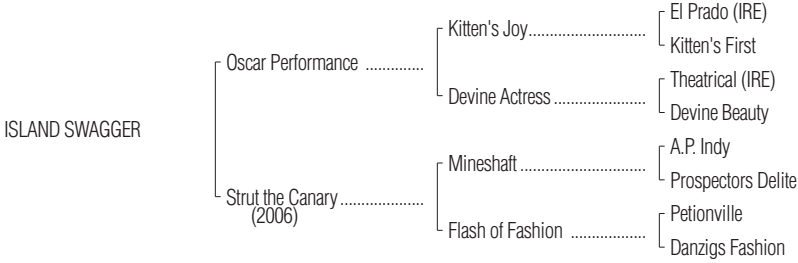 El Prado (IRE)
Kitten's Joy..........................
Kitten's First
Oscar Performance ..............
Theatrical (IRE)
Devine Actress .....................
Devine Beauty
ISLAND SWAGGER
A.P. Indy
Mineshaft ............................
Prospectors Delite
Strut the Canary ...................
(2006)
Petionville
Flash of Fashion .................
Danzigs Fashion